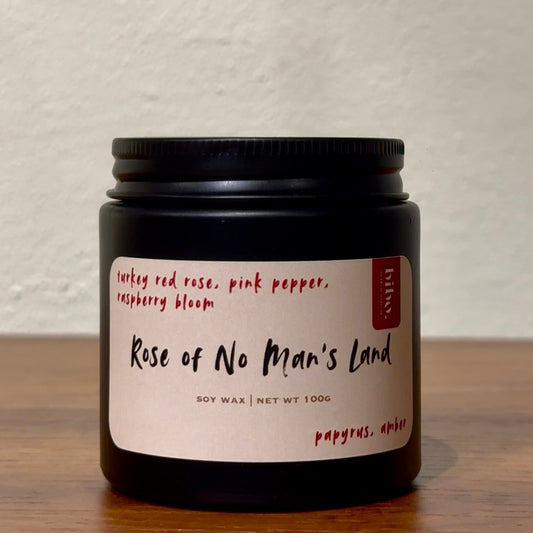 turkey red rose, pink pepper,
raspberry bloom
hibo.
Rose of No Man's Land
SOY WAX | NET WT 100G
papyrus, amber